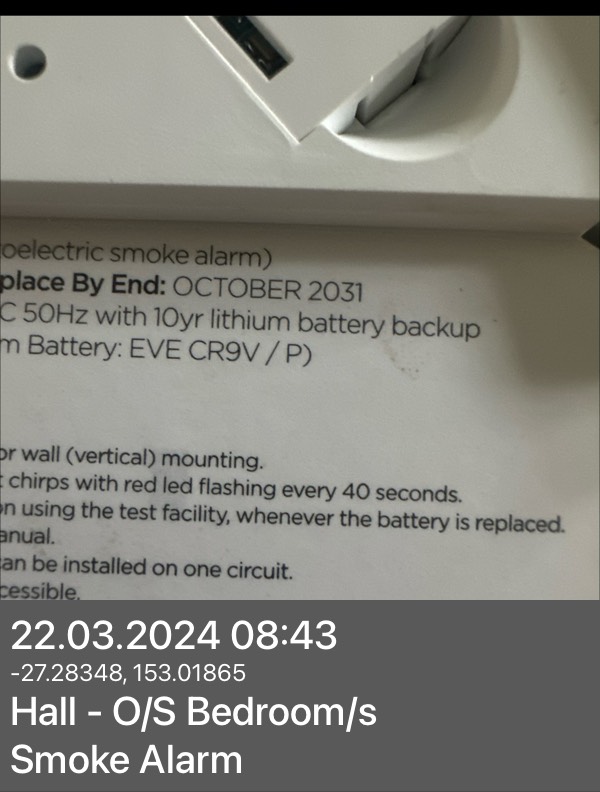 oelectric smoke alarm)
place By End: OCTOBER 2031
C 50Hz with 10yr lithium battery backup
m Battery: EVE CR9V / P)
or wall (vertical) mounting.
chirps with red led flashing every 40 seconds.
on using the test facility, whenever the battery is replaced.
anual.
an be installed on one circuit.
cessible.
22.03.2024 08:43
-27.28348, 153.01865
Hall - O/S Bedroom/s
Smoke Alarm